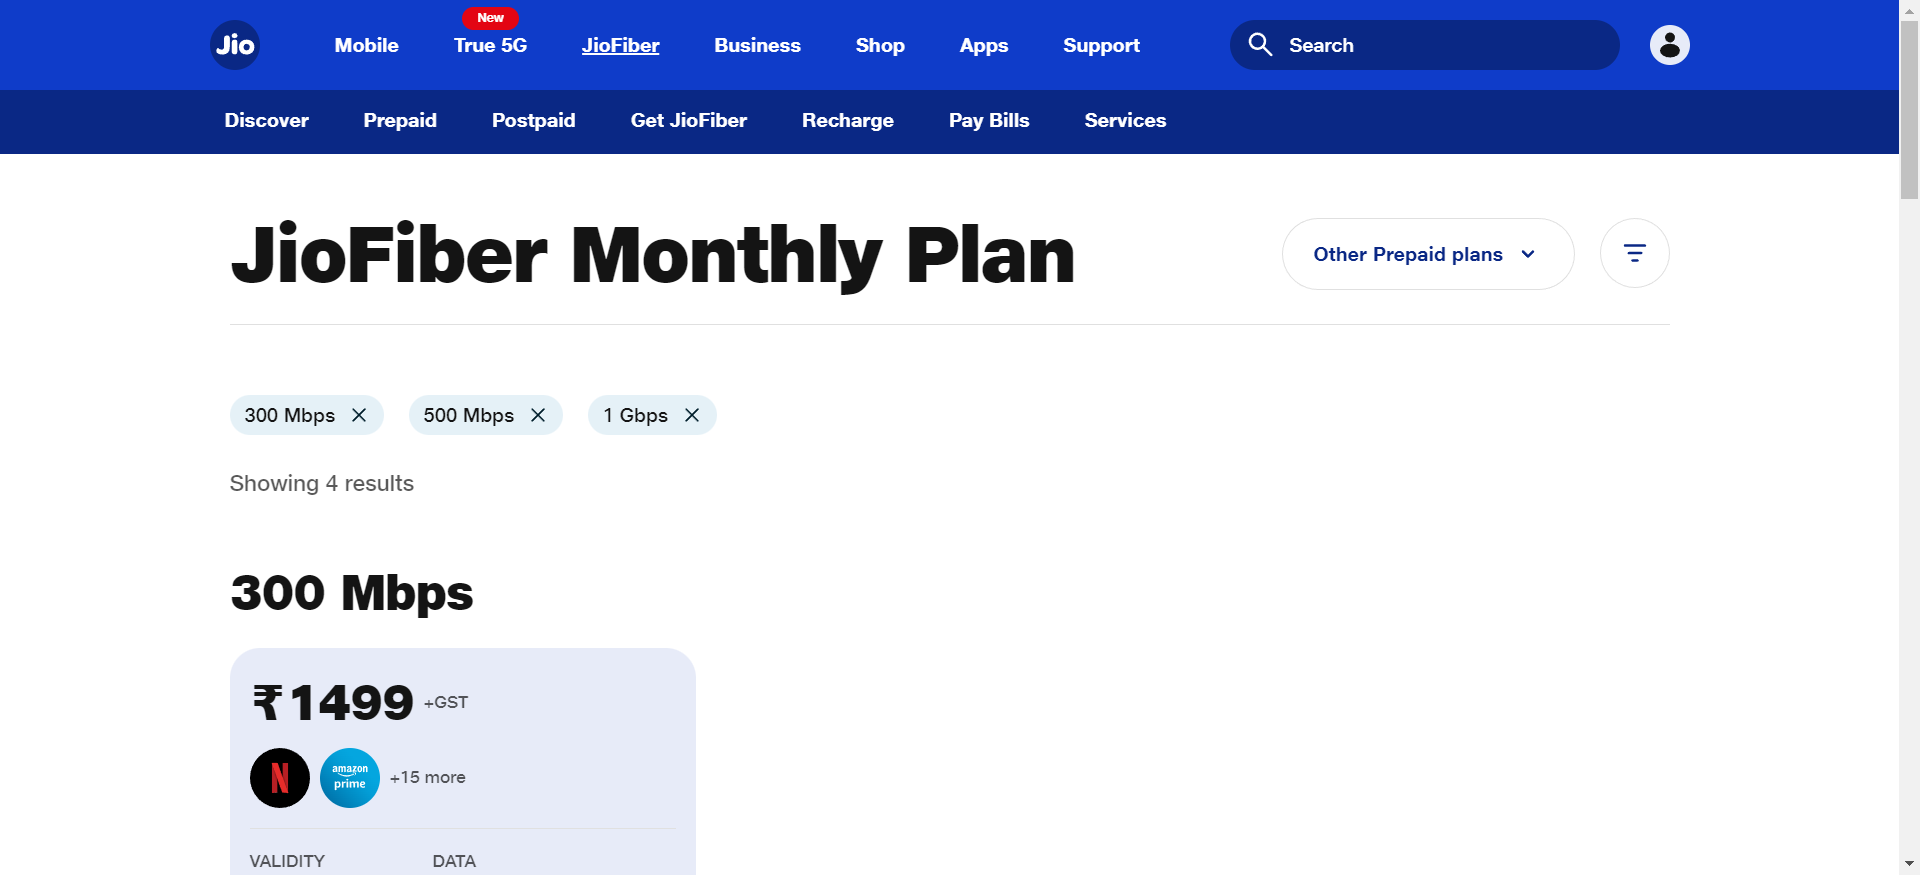 New
Jio Mobile True 5G JioFiber Business Shop Apps Support Search
Discover Prepaid Postpaid Get JioFiber Recharge Pay Bills Services
JioFiber Monthly Plan Other Prepaid plans
300 Mbps 500 Mbps 1 Gbps
Showing 4 results
300 Mbps
₹1499 +GST
N amazon prime +15 more
VALIDITY DATA